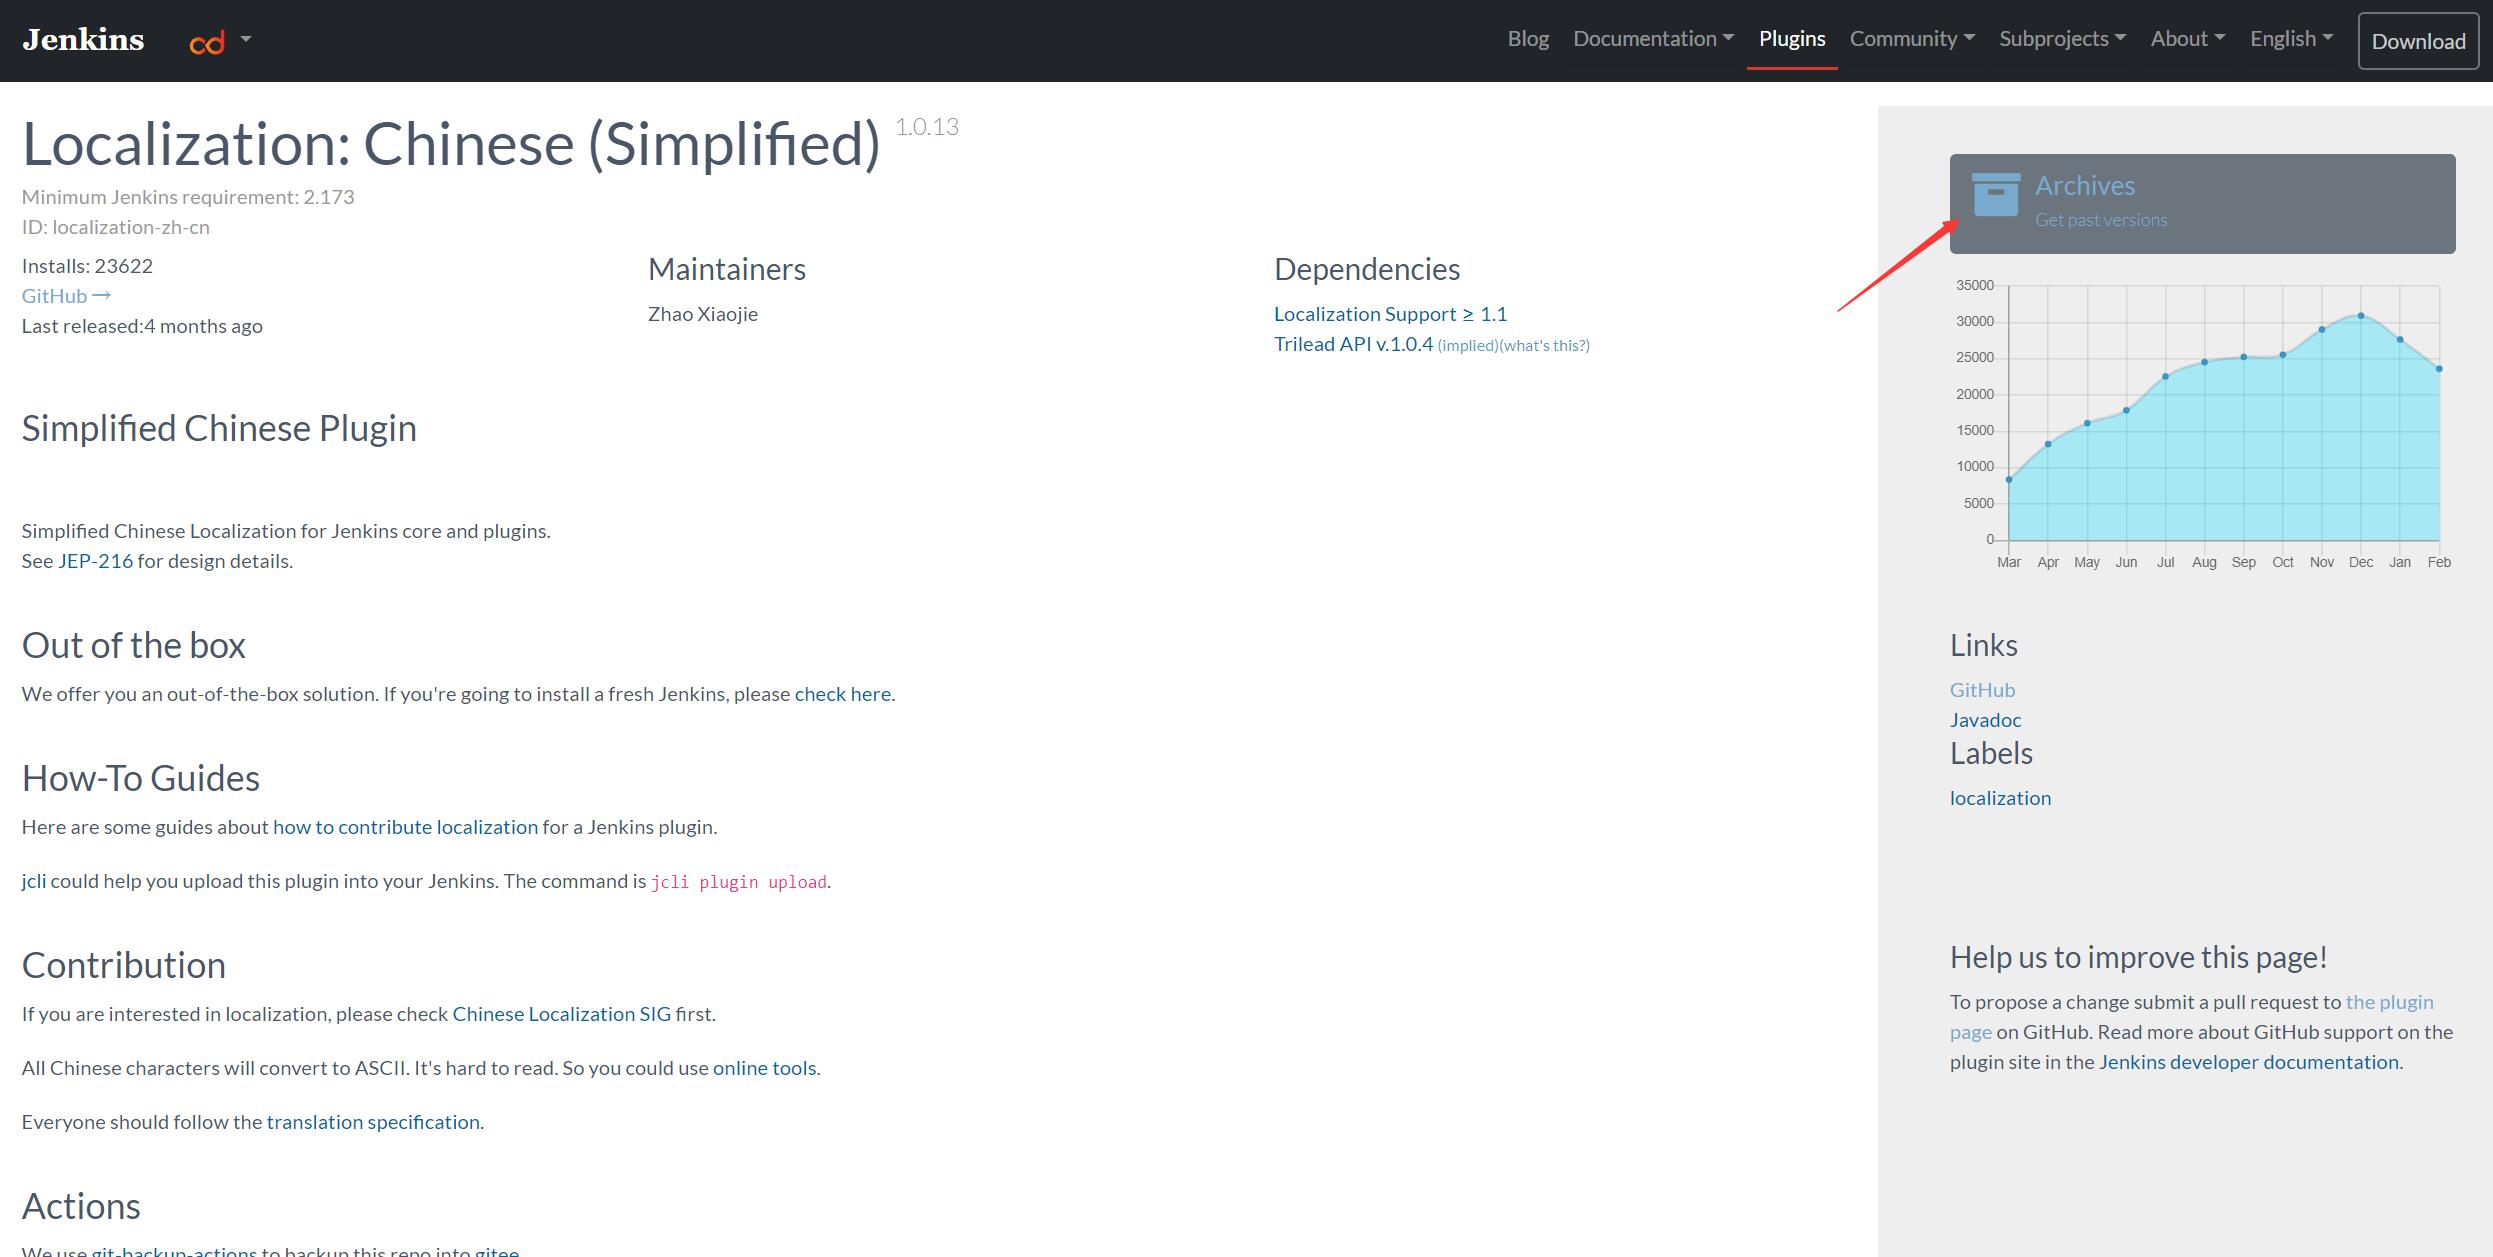 Jenkins
Blog Documentation Plugins Community Subprojects About English Download
Localization: Chinese (Simplified) 1.0.13
Minimum Jenkins requirement: 2.173
ID: localization-zh-cn
Installs: 23622
GitHub →
Last released:4 months ago
Maintainers
Zhao Xiaojie
Dependencies
Localization Support ≥ 1.1
Trilead API v.1.0.4 (implied)(what's this?)
Simplified Chinese Plugin
Simplified Chinese Localization for Jenkins core and plugins.
See JEP-216 for design details.
Out of the box
We offer you an out-of-the-box solution. If you're going to install a fresh Jenkins, please check here.
How-To Guides
Here are some guides about how to contribute localization for a Jenkins plugin.
jcli could help you upload this plugin into your Jenkins. The command is jcli plugin upload.
Contribution
If you are interested in localization, please check Chinese Localization SIG first.
All Chinese characters will convert to ASCII. It's hard to read. So you could use online tools.
Everyone should follow the translation specification.
Actions
We use git-backup-actions to backup this repo into gitee
Archives
Get past versions
35000
30000
25000
20000
15000
10000
5000
0
Mar Apr May Jun Jul Aug Sep Oct Nov Dec Jan Feb
Links
GitHub
Javadoc
Labels
localization
Help us to improve this page!
To propose a change submit a pull request to the plugin
page on GitHub. Read more about GitHub support on the
plugin site in the Jenkins developer documentation.